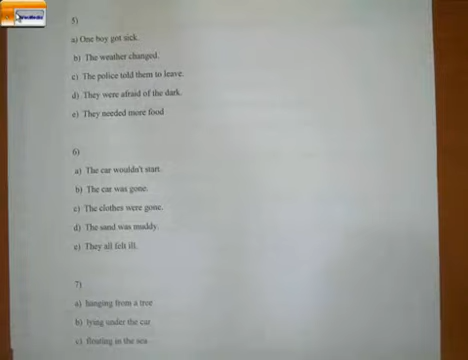 5)
a) One boy got sick.
b) The weather changed.
c) The police told them to leave.
d) They were afraid of the dark.
e) They needed more food
6)
a) The car wouldn't start.
b) The car was gone.
c) The clothes were gone.
d) The sand was muddy.
e) They all felt ill.
7)
a) hanging from a tree
b) lying under the car
c) floating in the sea